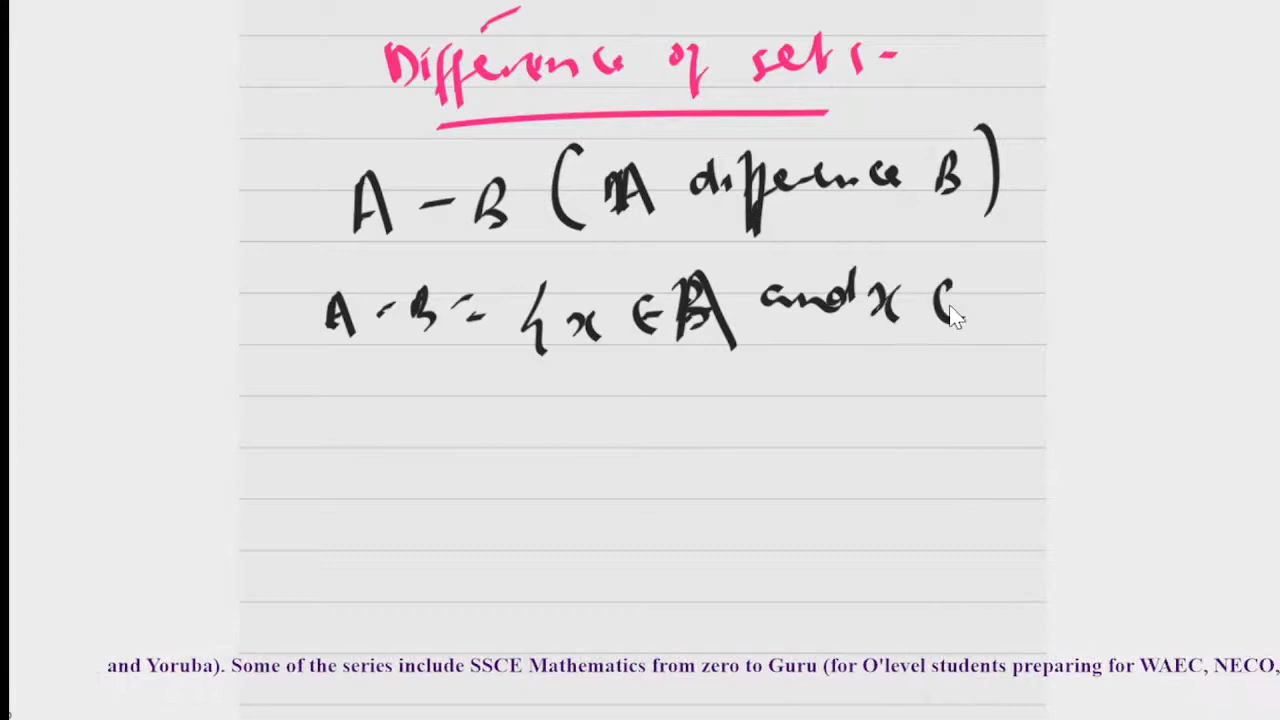 Difference of sets.
A - B (A difference B)
A - B = {x ∈ A and x
and Yoruba). Some of the series include SSCE Mathematics from zero to Guru (for O'level students preparing for WAEC, NECO,